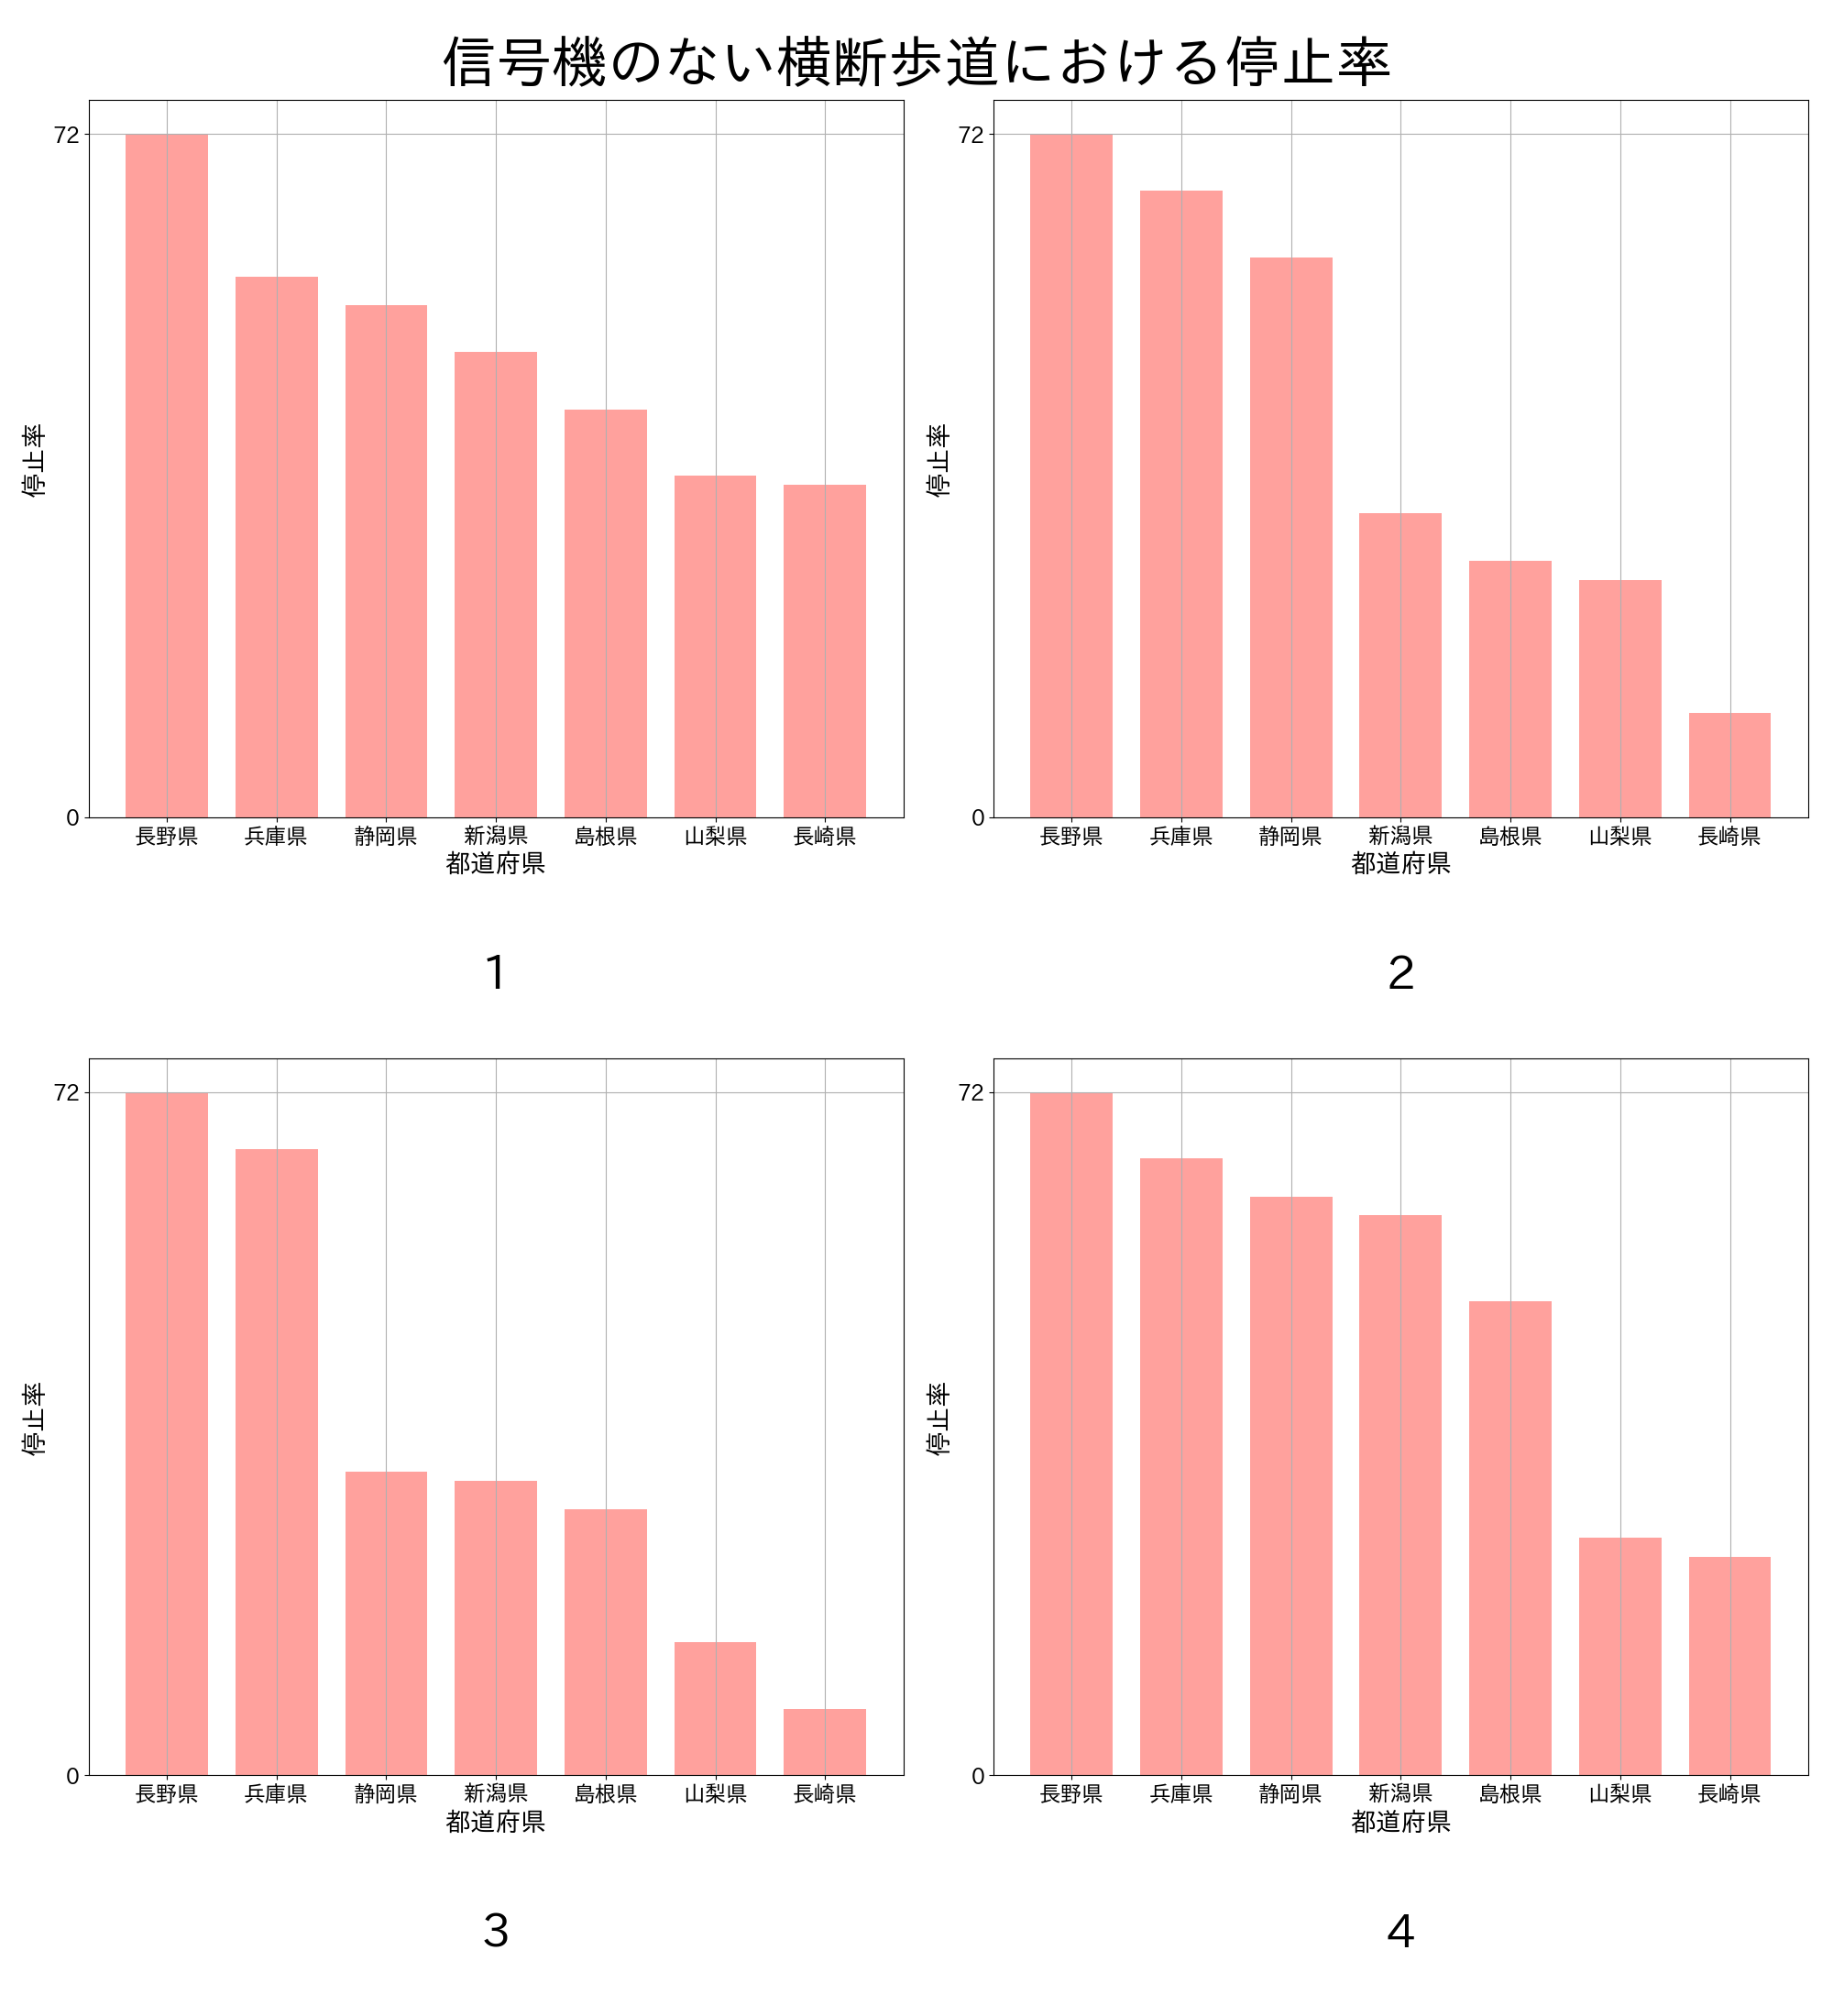 信号機のない横断歩道における停止率
72
停止率
0
長野県 兵庫県 静岡県 新潟県 島根県 山梨県 長崎県
都道府県
1
72
停止率
0
長野県 兵庫県 静岡県 新潟県 島根県 山梨県 長崎県
都道府県
2
72
停止率
0
長野県 兵庫県 静岡県 新潟県 島根県 山梨県 長崎県
都道府県
3
72
停止率
0
長野県 兵庫県 静岡県 新潟県 島根県 山梨県 長崎県
都道府県
4